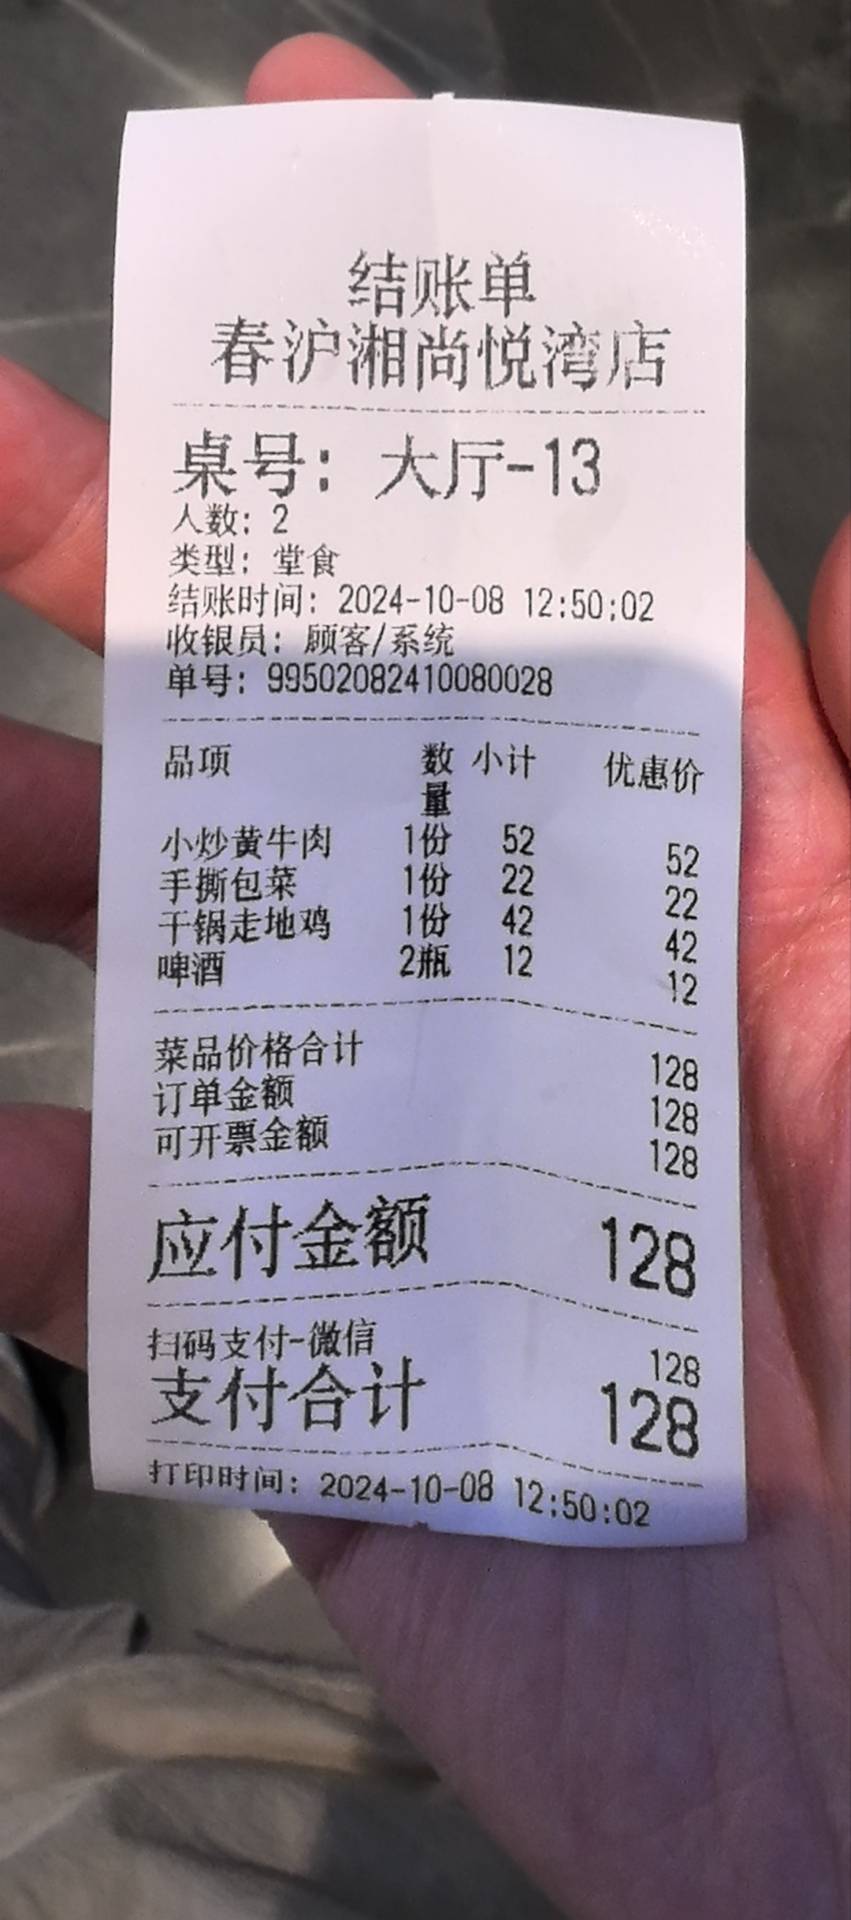 结账单
春沪湘尚悦湾店
桌号: 大厅-13
人数: 2
类型: 堂食
结账时间: 2024-10-08 12:50:02
收银员: 顾客/系统
单号: 99502082410080028
品项 数量 小计 优惠价
小炒黄牛肉 1份 52 52
手撕包菜 1份 22 22
干锅走地鸡 1份 42 42
啤酒 2瓶 12 12
菜品价格合计 128
订单金额 128
可开票金额 128
应付金额 128
扫码支付-微信 128
支付合计 128
打印时间: 2024-10-08 12:50:02